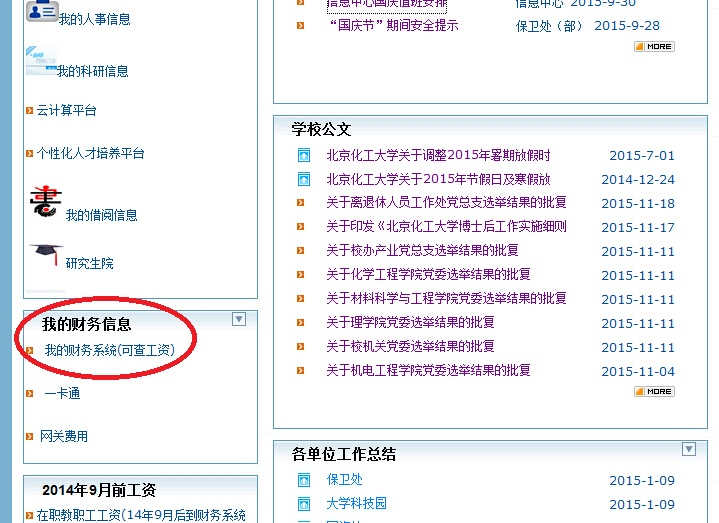 我的人事信息
我的科研信息
云计算平台
个性化人才培养平台
我的借阅信息
研究生院
我的财务信息
我的财务系统(可查工资)
一卡通
网关费用
2014年9月前工资
在职教职工工资(14年9月后到财务系统
信息中心国庆值班安排 信息中心 2015-9-30
“国庆节”期间安全提示 保卫处（部） 2015-9-28
MORE
学校公文
北京化工大学关于调整2015年暑期放假时 2015-7-01
北京化工大学关于2015年节假日及寒假放 2014-12-24
关于离退休人员工作处党总支选举结果的批复 2015-11-18
关于印发《北京化工大学博士后工作实施细则 2015-11-17
关于校办产业党总支选举结果的批复 2015-11-11
关于化学工程学院党委选举结果的批复 2015-11-11
关于材料科学与工程学院党委选举结果的批复 2015-11-11
关于理学院党委选举结果的批复 2015-11-11
关于校机关党委选举结果的批复 2015-11-11
关于机电工程学院党委选举结果的批复 2015-11-04
MORE
各单位工作总结
保卫处 2015-1-09
大学科技园 2015-1-09